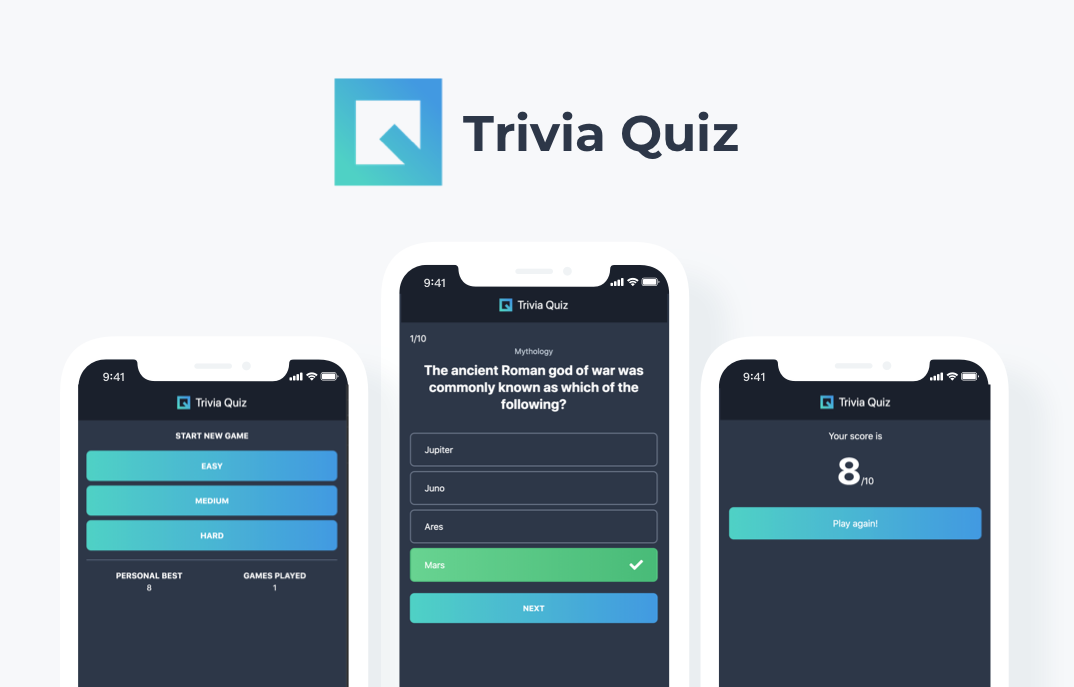 Trivia Quiz
9:41
Trivia Quiz
START NEW GAME
EASY
MEDIUM
HARD
PERSONAL BEST
GAMES PLAYED
8
1
9:41
Trivia Quiz
1/10
Mythology
The ancient Roman god of war was
commonly known as which of the
following?
Jupiter
Juno
Ares
Mars
NEXT
9:41
Trivia Quiz
Your score is
8/10
Play again!